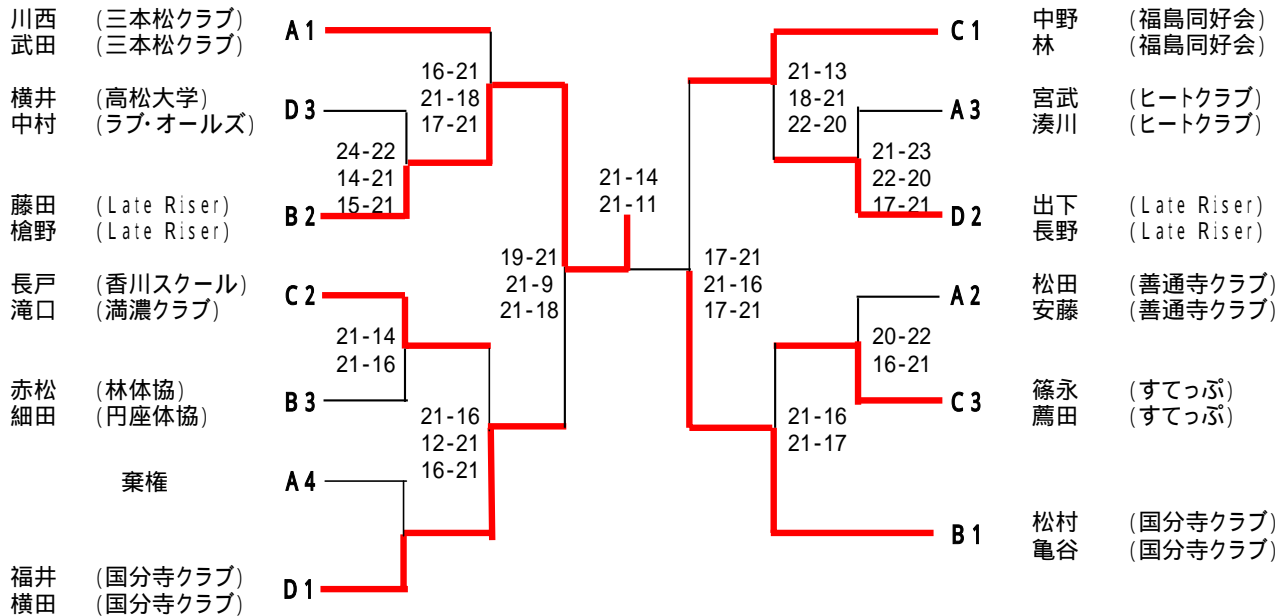 川西 (三本松クラブ)
武田 (三本松クラブ)
A1
横井 (高松大学)
中村 (ラブ・オールズ)
D3
藤田 (Late Riser)
槍野 (Late Riser)
B2
長戸 (香川スクール)
滝口 (満濃クラブ)
C2
赤松 (林体協)
細田 (円座体協)
B3
棄権
A4
福井 (国分寺クラブ)
横田 (国分寺クラブ)
D1
16-21
21-18
17-21
24-22
14-21
15-21
21-14
21-16
21-16
12-21
16-21
19-21
21-9
21-18
21-14
21-11
17-21
21-16
17-21
21-13
18-21
22-20
21-23
22-20
17-21
20-22
16-21
21-16
21-17
C1
中野 (福島同好会)
林 (福島同好会)
A3
宮武 (ヒートクラブ)
湊川 (ヒートクラブ)
D2
出下 (Late Riser)
長野 (Late Riser)
A2
松田 (善通寺クラブ)
安藤 (善通寺クラブ)
C3
篠永 (すてっぷ)
薦田 (すてっぷ)
B1
松村 (国分寺クラブ)
亀谷 (国分寺クラブ)